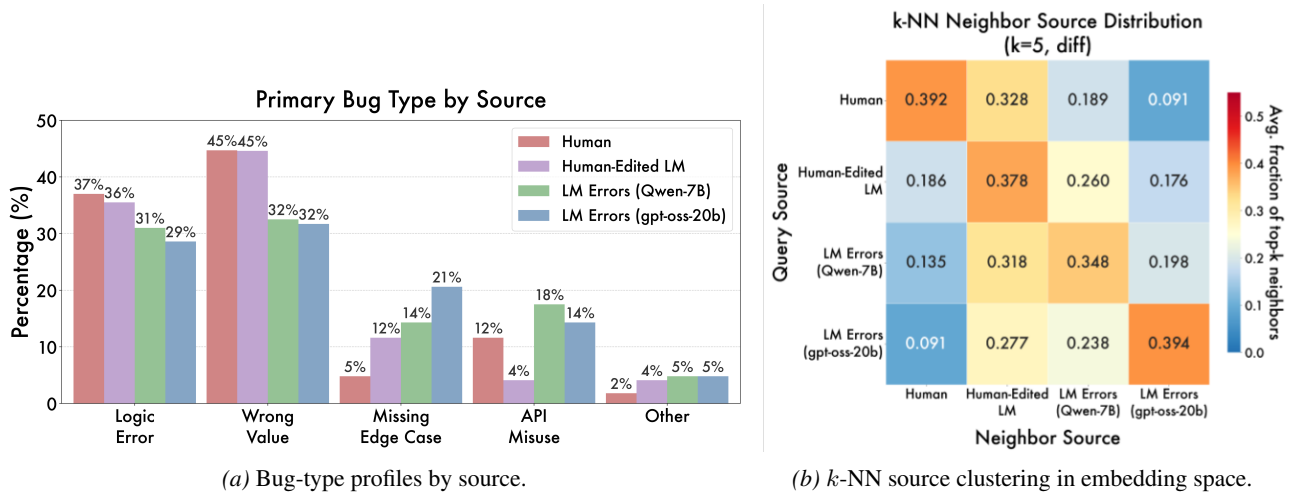 Primary Bug Type by Source
Percentage (%)
50
40
30
20
10
0
Human
Human-Edited LM
LM Errors (Qwen-7B)
LM Errors (gpt-oss-20b)
37% 36% 31% 29%
45% 45% 32% 32%
5% 12% 14% 21%
12% 4% 18% 14%
2% 4% 5% 5%
Logic
Error
Wrong
Value
Missing
Edge Case
API
Misuse
Other
(a) Bug-type profiles by source.
k-NN Neighbor Source Distribution
(k=5, diff)
Query Source
Human
0.392 0.328 0.189 0.091
Human-Edited
LM
0.186 0.378 0.260 0.176
LM Errors
(Qwen-7B)
0.135 0.318 0.348 0.198
LM Errors
(gpt-oss-20b)
0.091 0.277 0.238 0.394
Human
Human-Edited
LM
LM Errors
(Qwen-7B)
LM Errors
(gpt-oss-20b)
Neighbor Source
0.5
0.4
0.3
0.2
0.1
0.0
Avg. fraction of top-k neighbors
(b) k-NN source clustering in embedding space.